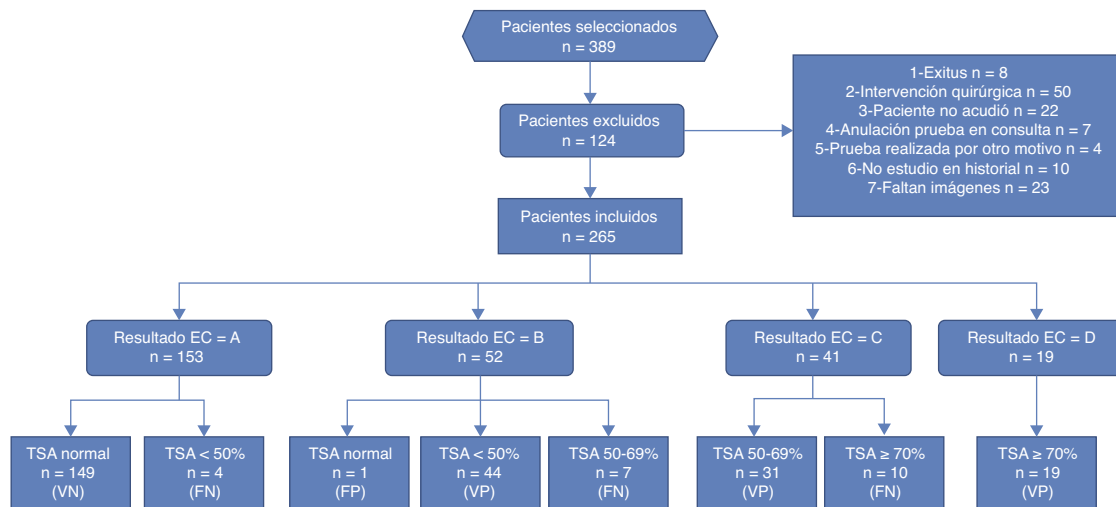 Pacientes seleccionados
n = 389
1-Exitus n = 8
2-Intervención quirúrgica n = 50
3-Paciente no acudió n = 22
4-Anulación prueba en consulta n = 7
5-Prueba realizada por otro motivo n = 4
6-No estudio en historial n = 10
7-Faltan imágenes n = 23
Pacientes excluidos
n = 124
Pacientes incluidos
n = 265
Resultado EC = A
n = 153
Resultado EC = B
n = 52
Resultado EC = C
n = 41
Resultado EC = D
n = 19
TSA normal
n = 149
(VN)
TSA < 50%
n = 4
(FN)
TSA normal
n = 1
(FP)
TSA < 50%
n = 44
(VP)
TSA 50-69%
n = 7
(FN)
TSA 50-69%
n = 31
(VP)
TSA ≥ 70%
n = 10
(FN)
TSA ≥ 70%
n = 19
(VP)